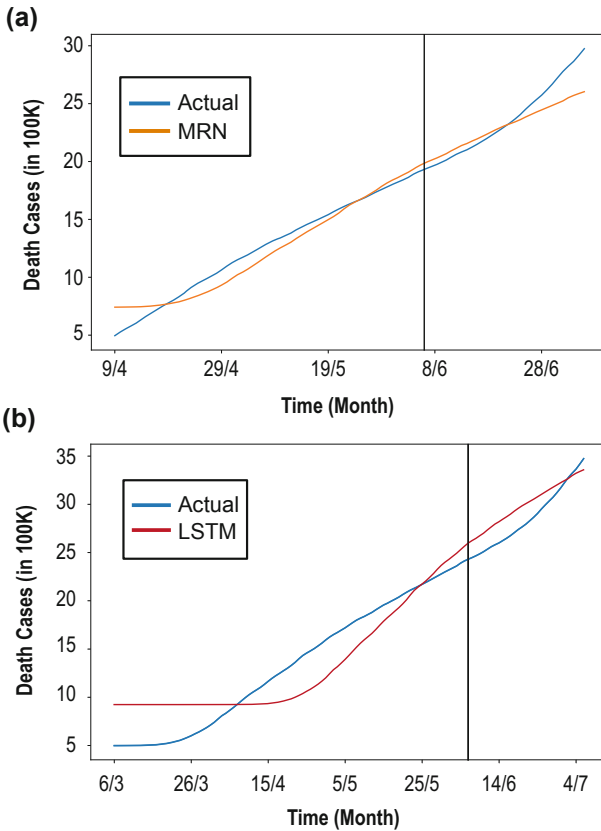 (a)
30
25
20
15
10
5
Death Cases (in 100K)
Actual
MRN
9/4 29/4 19/5 8/6 28/6
Time (Month)
(b)
35
30
25
20
15
10
5
Death Cases (in 100K)
Actual
LSTM
6/3 26/3 15/4 5/5 25/5 14/6 4/7
Time (Month)